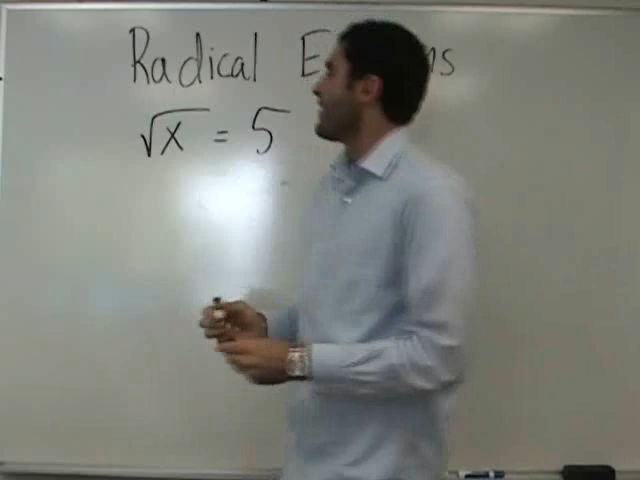 Radical
√x = 5